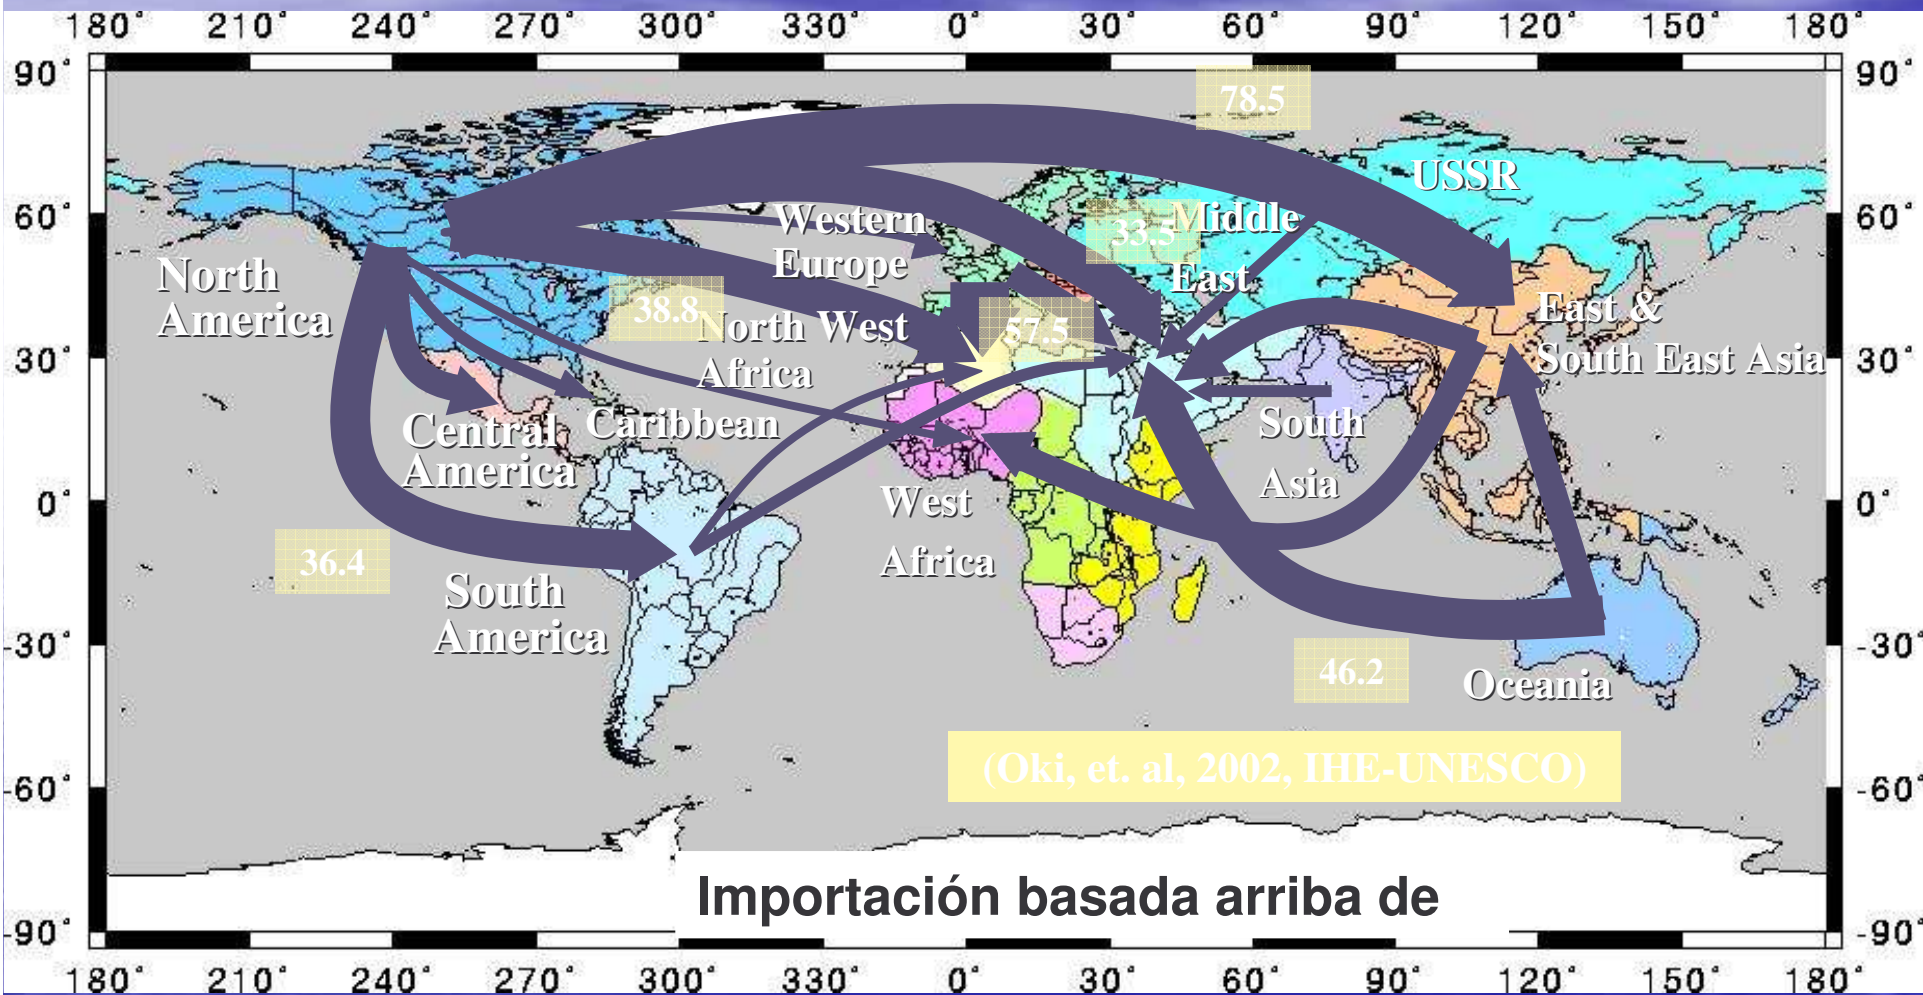 180° 210° 240° 270° 300° 330° 0° 30° 60° 90° 120° 150° 180°
90° 90°
78.5
USSR
60° 60°
Western
Europe
33.5
Middle
East
North
America
38.8
North West
Africa
57.5
East &
South East Asia
30° 30°
Central
America
Caribbean
South
Asia
West
Africa
0° 0°
36.4
South
America
-30° -30°
46.2
Oceania
(Oki, et. al, 2002, IHE-UNESCO)
-60° -60°
Importación basada arriba de
-90° -90°
180° 210° 240° 270° 300° 330° 0° 30° 60° 90° 120° 150° 180°